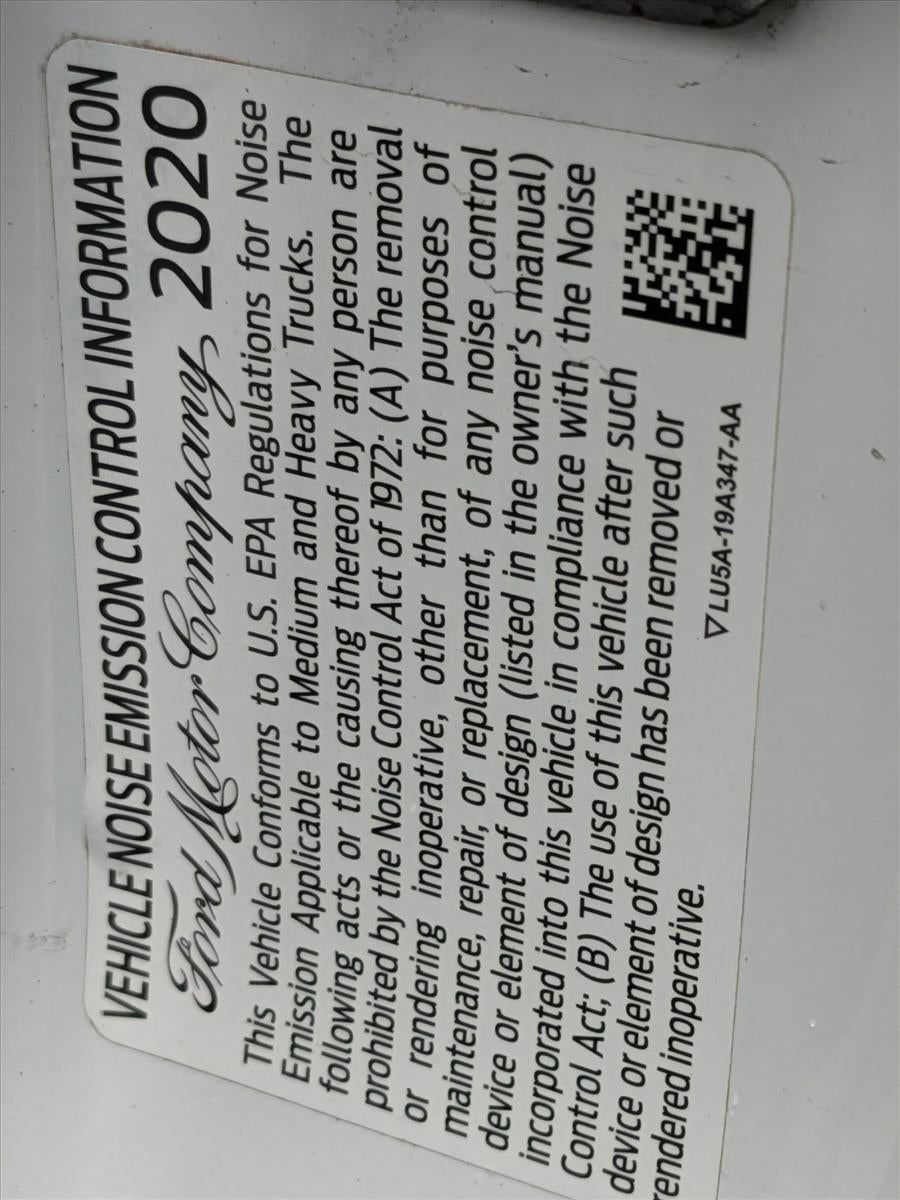 VEHICLE NOISE EMISSION CONTROL INFORMATION
Ford Motor Company 2020
This Vehicle Conforms to U.S. EPA Regulations for Noise
Emission Applicable to Medium and Heavy Trucks. The
following acts or the causing thereof by any person are
prohibited by the Noise Control Act of 1972: (A) The removal
or rendering inoperative, other than for purposes of
maintenance, repair, or replacement, of any noise control
device or element of design (listed in the owner's manual)
incorporated into this vehicle in compliance with the Noise
Control Act; (B) The use of this vehicle after such
device or element of design has been removed or
rendered inoperative.
▽LU5A-19A347-AA